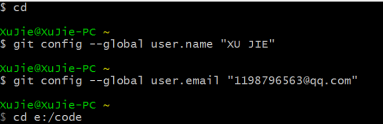 $ cd
XuJie@XuJie-PC ~
$ git config --global user.name "XU JIE"
XuJie@XuJie-PC ~
$ git config --global user.email "1198796563@qq.com"
XuJie@XuJie-PC ~
$ cd e:/code